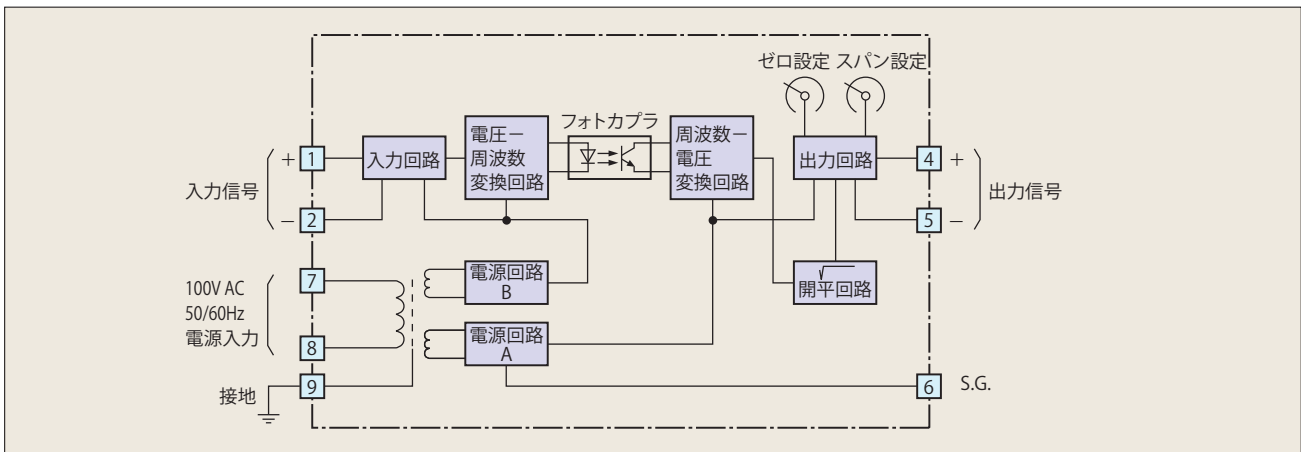 ゼロ設定 スパン設定
フォトカプラ
電圧－
周波数
変換回路
周波数－
電圧
変換回路
+ 1
入力回路
出力回路
4 +
入力信号
出力信号
− 2
5 −
7
100V AC
50/60Hz
電源入力
8
電源回路
B
√
開平回路
電源回路
A
接地
9
6 S.G.